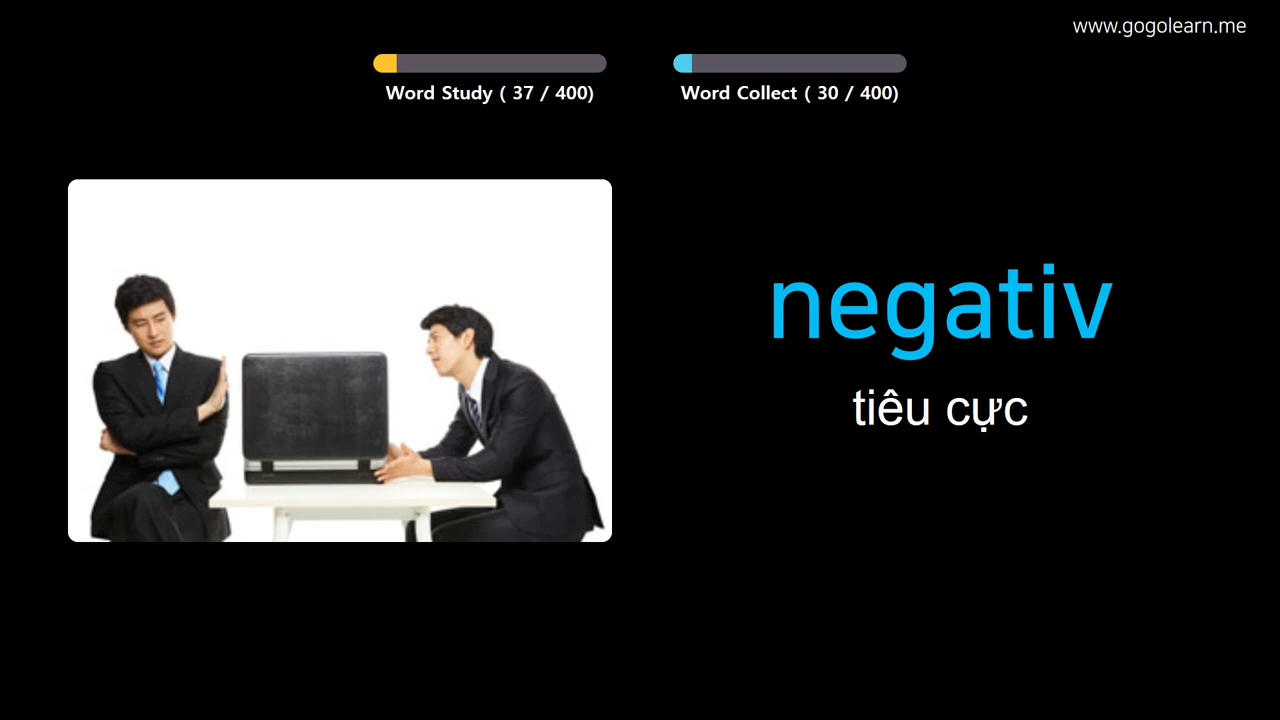 www.gogolearn.me
Word Study ( 37 / 400)
Word Collect ( 30 / 400)
negativ
tiêu cực